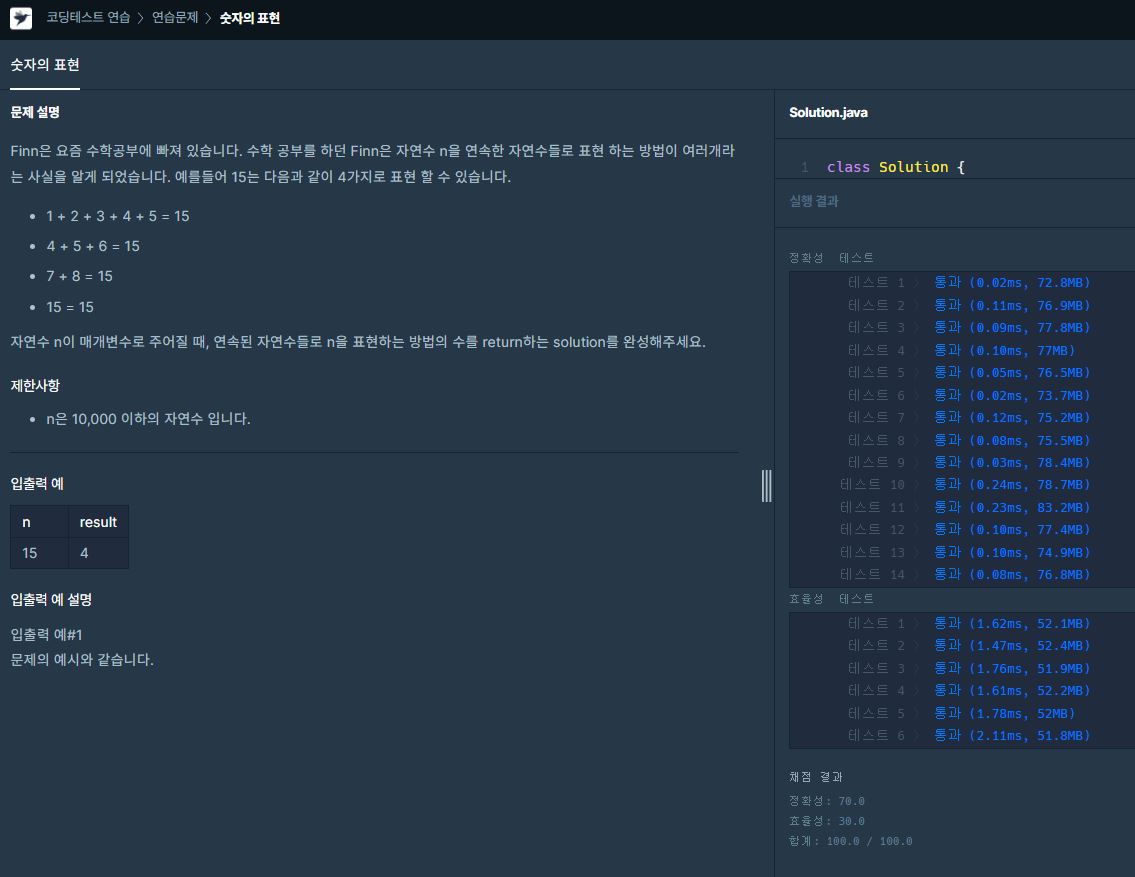 코딩테스트 연습 〉 연습문제 〉 숫자의 표현
숫자의 표현
문제 설명
Finn은 요즘 수학공부에 빠져 있습니다. 수학 공부를 하던 Finn은 자연수 n을 연속한 자연수들로 표현 하는 방법이 여러개라
는 사실을 알게 되었습니다. 예를들어 15는 다음과 같이 4가지로 표현 할 수 있습니다.
• 1 + 2 + 3 + 4 + 5 = 15
• 4 + 5 + 6 = 15
• 7 + 8 = 15
• 15 = 15
자연수 n이 매개변수로 주어질 때, 연속된 자연수들로 n을 표현하는 방법의 수를 return하는 solution를 완성해주세요.
제한사항
• n은 10,000 이하의 자연수 입니다.
입출력 예
n result
15 4
입출력 예 설명
입출력 예#1
문제의 예시와 같습니다.
Solution.java
1 class Solution {
실행 결과
정확성 테스트
테스트 1 〉 통과 (0.02ms, 72.8MB)
테스트 2 〉 통과 (0.11ms, 76.9MB)
테스트 3 〉 통과 (0.09ms, 77.8MB)
테스트 4 〉 통과 (0.10ms, 77MB)
테스트 5 〉 통과 (0.05ms, 76.5MB)
테스트 6 〉 통과 (0.02ms, 73.7MB)
테스트 7 〉 통과 (0.12ms, 75.2MB)
테스트 8 〉 통과 (0.08ms, 75.5MB)
테스트 9 〉 통과 (0.03ms, 78.4MB)
테스트 10 〉 통과 (0.24ms, 78.7MB)
테스트 11 〉 통과 (0.23ms, 83.2MB)
테스트 12 〉 통과 (0.10ms, 77.4MB)
테스트 13 〉 통과 (0.10ms, 74.9MB)
테스트 14 〉 통과 (0.08ms, 76.8MB)
효율성 테스트
테스트 1 〉 통과 (1.62ms, 52.1MB)
테스트 2 〉 통과 (1.47ms, 52.4MB)
테스트 3 〉 통과 (1.76ms, 51.9MB)
테스트 4 〉 통과 (1.61ms, 52.2MB)
테스트 5 〉 통과 (1.78ms, 52MB)
테스트 6 〉 통과 (2.11ms, 51.8MB)
채점 결과
정확성: 70.0
효율성: 30.0
합계: 100.0 / 100.0